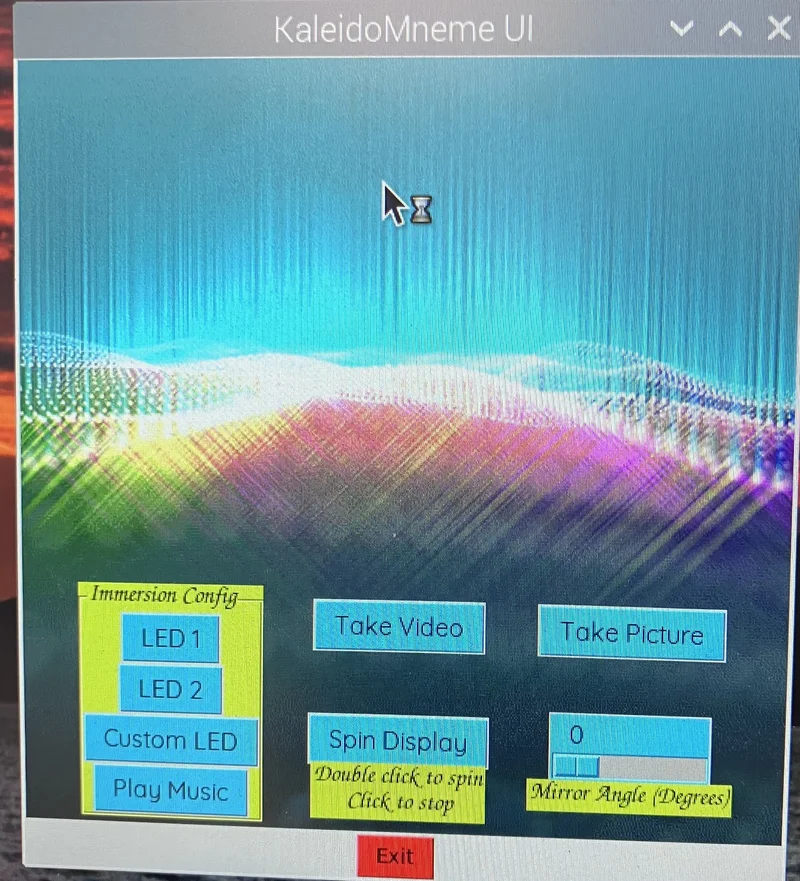 KaleidoMneme UI
Immersion Config
LED 1
LED 2
Custom LED
Play Music
Take Video
Spin Display
Double click to spin
Click to stop
Take Picture
0
Mirror Angle (Degrees)
Exit